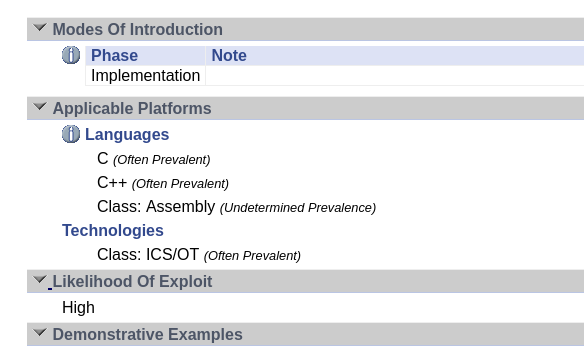 Modes Of Introduction
Phase Note
Implementation
Applicable Platforms
Languages
C (Often Prevalent)
C++ (Often Prevalent)
Class: Assembly (Undetermined Prevalence)
Technologies
Class: ICS/OT (Often Prevalent)
Likelihood Of Exploit
High
Demonstrative Examples